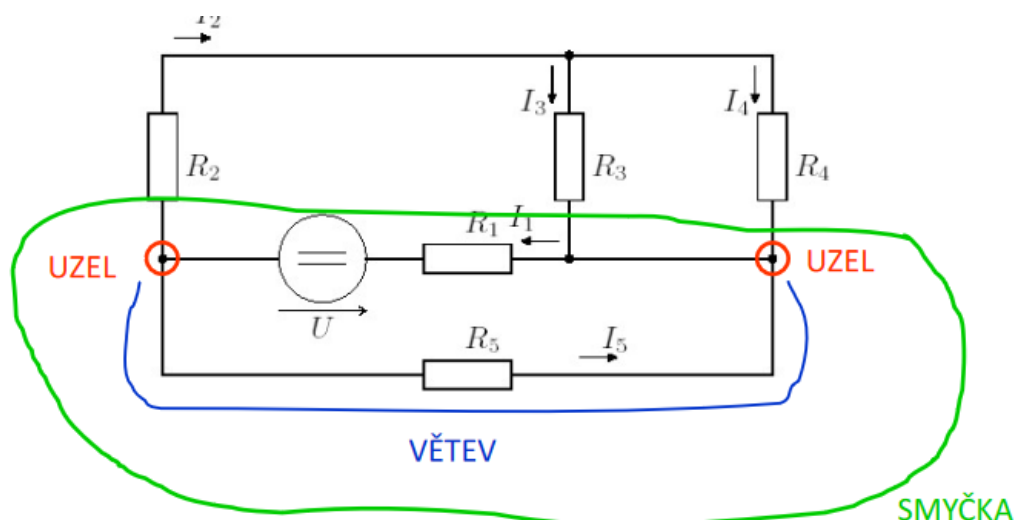 I₂
I₃
I₄
R₂
R₃
R₄
R₁
I₁
UZEL
UZEL
U
R₅
I₅
VĚTEV
SMYČKA